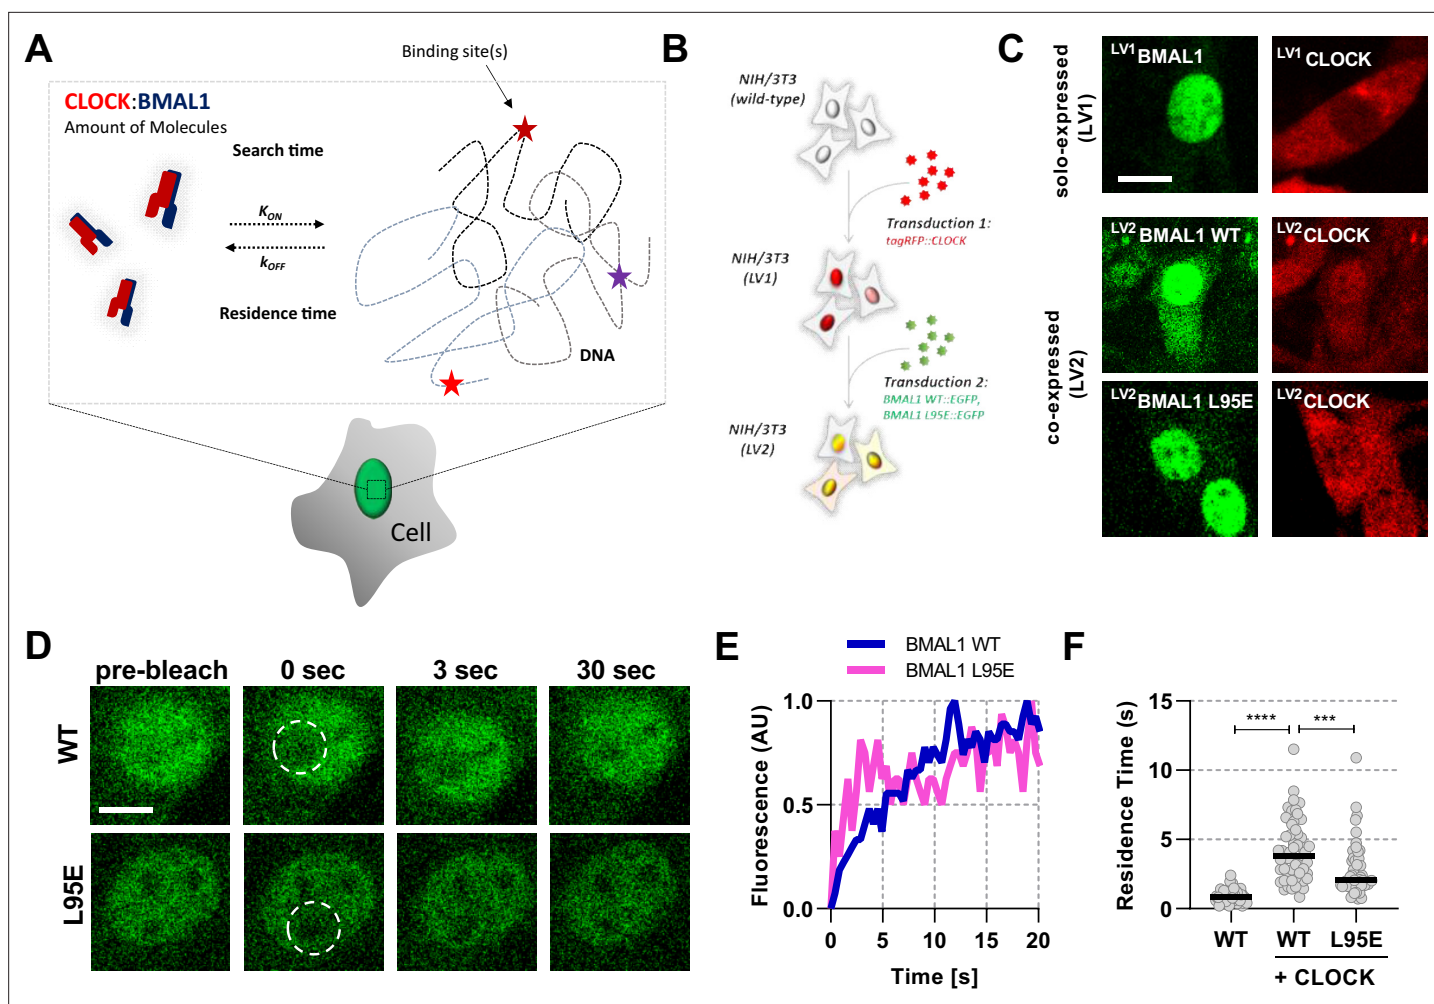 A
Binding site(s)
CLOCK:BMAL1
Amount of Molecules
Search time
K_ON
k_OFF
Residence time
DNA
Cell
B
NIH/3T3
(wild-type)
Transduction 1:
tagRFP::CLOCK
NIH/3T3
(LV1)
Transduction 2:
BMAL1 WT::EGFP,
BMAL1 L95E::EGFP
NIH/3T3
(LV2)
C
solo-expressed
(LV1)
LV1 BMAL1
LV1 CLOCK
co-expressed
(LV2)
LV2 BMAL1 WT
LV2 CLOCK
LV2 BMAL1 L95E
LV2 CLOCK
D
pre-bleach
0 sec
3 sec
30 sec
WT
L95E
E
BMAL1 WT
BMAL1 L95E
Fluorescence (AU)
1.0
0.5
0.0
0 5 10 15 20
Time [s]
F
Residence Time (s)
15
10
5
0
**** ***
WT WT L95E
+ CLOCK